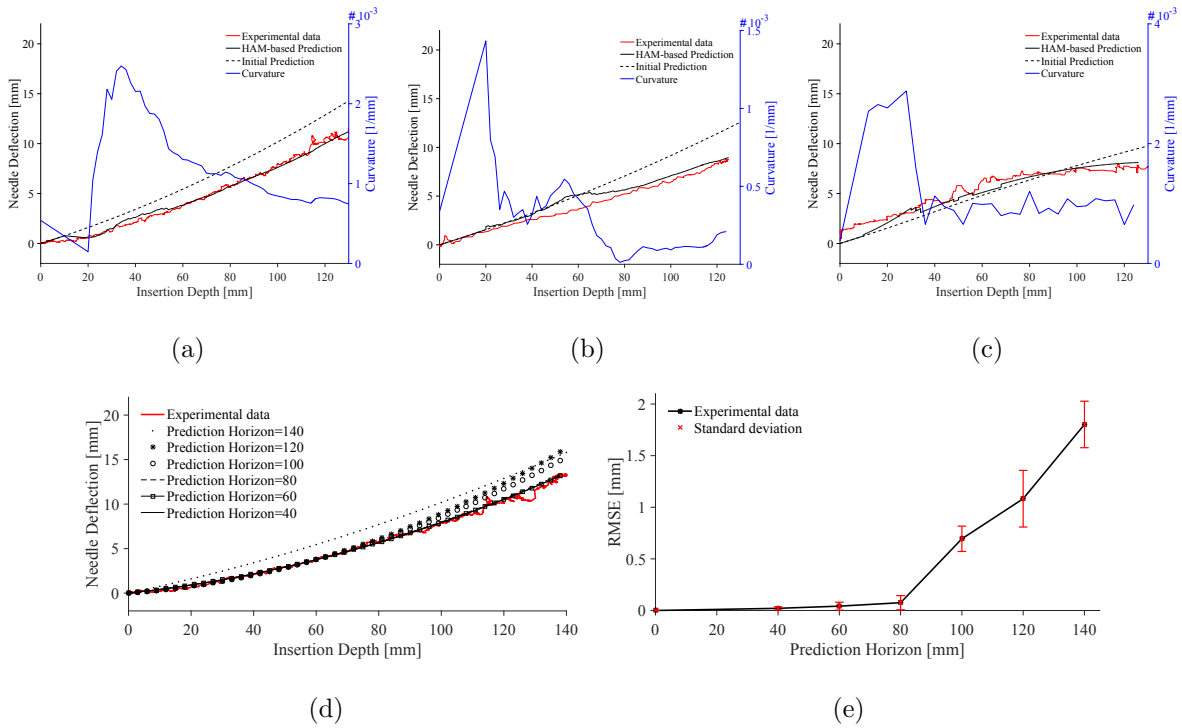 # 10^-3
Experimental data
HAM-based Prediction
Initial Prediction
Curvature
Needle Deflection [mm]
20
15
10
5
0
3
2
1
0
Curvature [1/mm]
0 20 40 60 80 100 120
Insertion Depth [mm]
(a)
# 10^-3
Experimental data
HAM-based Prediction
Initial Prediction
Curvature
Needle Deflection [mm]
20
15
10
5
0
1.5
1
0.5
0
Curvature [1/mm]
0 20 40 60 80 100 120
Insertion Depth [mm]
(b)
# 10^-3
Experimental data
HAM-based Prediction
Initial Prediction
Curvature
Needle Deflection [mm]
20
15
10
5
0
4
2
0
Curvature [1/mm]
0 20 40 60 80 100 120
Insertion Depth [mm]
(c)
Experimental data
Prediction Horizon=140
Prediction Horizon=120
Prediction Horizon=100
Prediction Horizon=80
Prediction Horizon=60
Prediction Horizon=40
Needle Deflection [mm]
20
15
10
5
0
0 20 40 60 80 100 120 140
Insertion Depth [mm]
(d)
Experimental data
Standard deviation
RMSE [mm]
2
1.5
1
0.5
0
0 20 40 60 80 100 120 140
Prediction Horizon [mm]
(e)